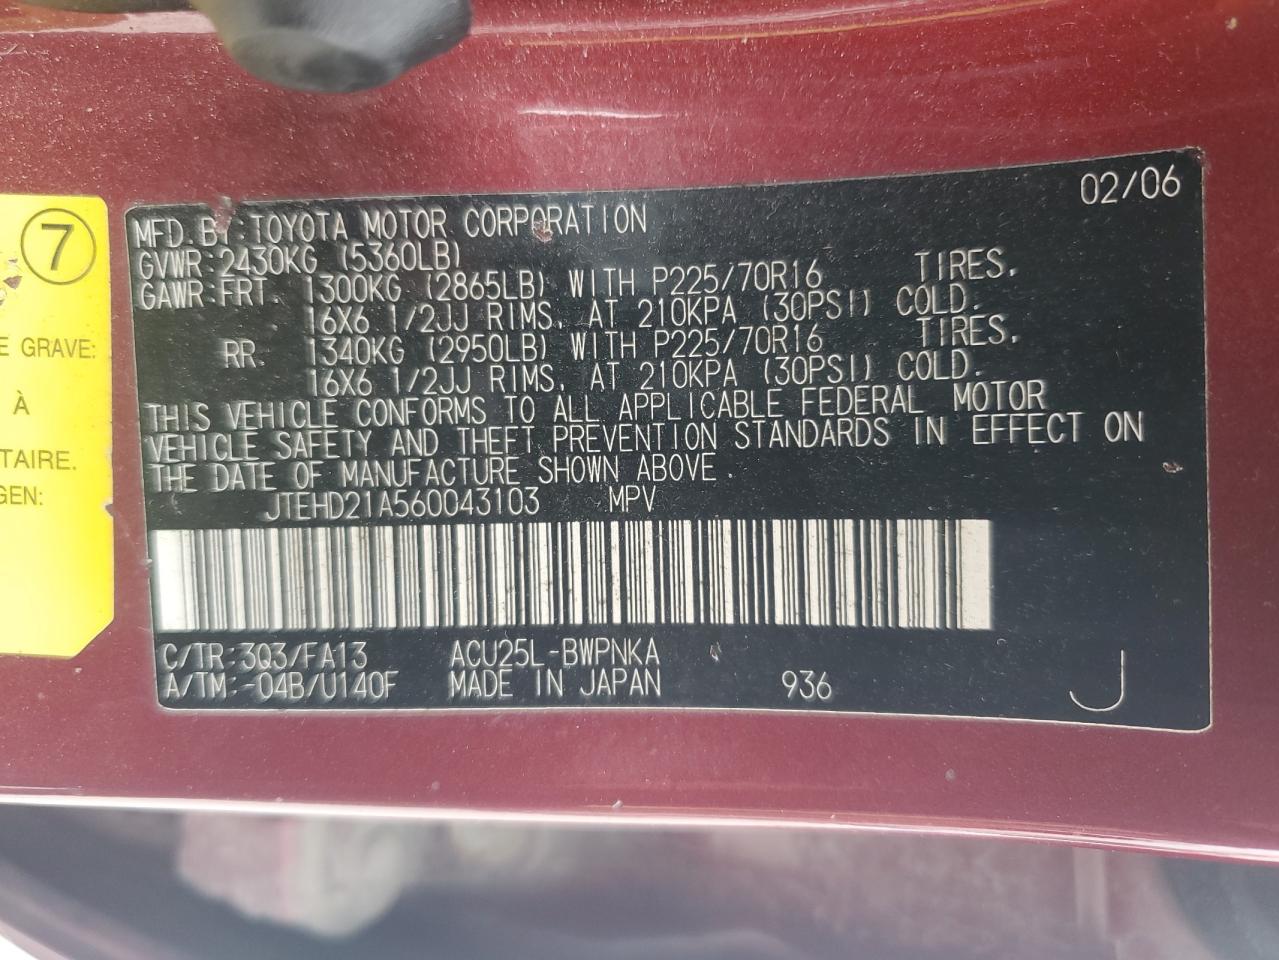 02/06
MFD. BY: TOYOTA MOTOR CORPORATION
GVWR: 2430KG (5360LB)
GAWR: FRT. 1300KG (2865LB) WITH P225/70R16 TIRES,
16X6 1/2JJ RIMS, AT 210KPA (30PSI) COLD.
RR. 1340KG (2950LB) WITH P225/70R16 TIRES,
16X6 1/2JJ RIMS, AT 210KPA (30PSI) COLD.
THIS VEHICLE CONFORMS TO ALL APPLICABLE FEDERAL MOTOR
VEHICLE SAFETY AND THEFT PREVENTION STANDARDS IN EFFECT ON
THE DATE OF MANUFACTURE SHOWN ABOVE.
JTEHD21A560043103 MPV
C/TR: 3Q3/FA13 ACU25L-BWPNKA
A/TM: -04B/U140F MADE IN JAPAN 936 J
7
E GRAVE:
À
TAIRE.
GEN: